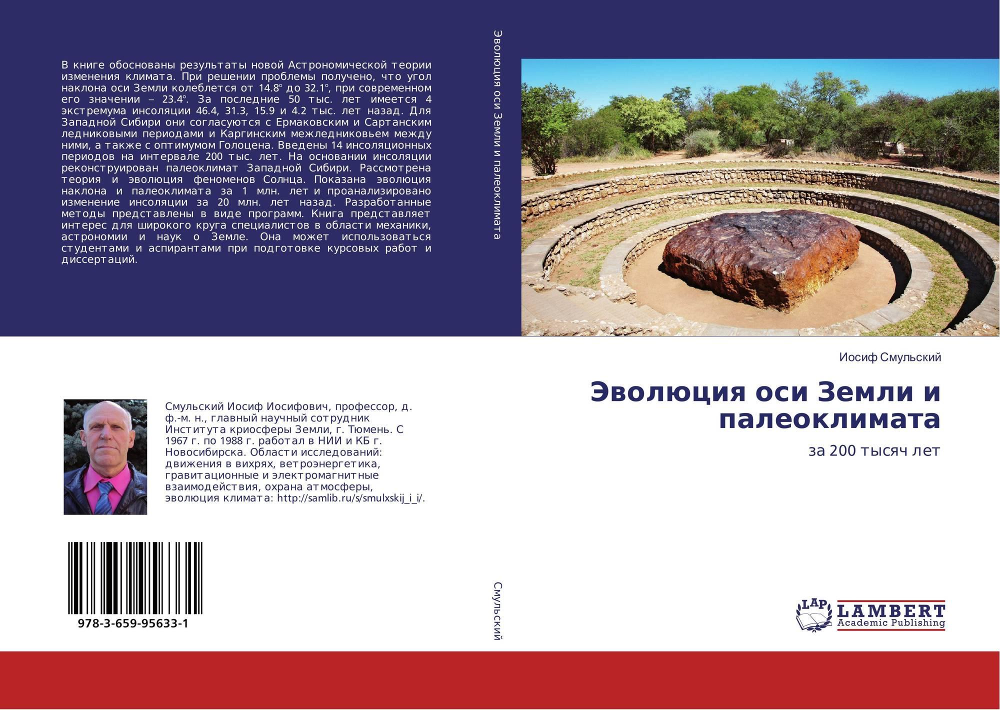 В книге обоснованы результаты новой Астрономической теории
изменения климата. При решении проблемы получено, что угол
наклона оси Земли колеблется от 14.8° до 32.1°, при современном
его значении – 23.4°. За последние 50 тыс. лет имеется 4
экстремума инсоляции 46.4, 31.3, 15.9 и 4.2 тыс. лет назад. Для
Западной Сибири они согласуются с Ермаковским и Сартанским
ледниковыми периодами и Каргинским межледниковьем между
ними, а также с оптимумом Голоцена. Введены 14 инсоляционных
периодов на интервале 200 тыс. лет. На основании инсоляции
реконструирован палеоклимат Западной Сибири. Рассмотрена
теория и эволюция феноменов Солнца. Показана эволюция
наклона и палеоклимата за 1 млн. лет и проанализировано
изменение инсоляции за 20 млн. лет назад. Разработанные
методы представлены в виде программ. Книга представляет
интерес для широкого круга специалистов в области механики,
астрономии и наук о Земле. Она может использоваться
студентами и аспирантами при подготовке курсовых работ и
диссертаций.
Смульский Иосиф Иосифович, профессор, д.
ф.-м. н., главный научный сотрудник
Института криосферы Земли, г. Тюмень. С
1967 г. по 1988 г. работал в НИИ и КБ г.
Новосибирска. Области исследований:
движения в вихрях, ветроэнергетика,
гравитационные и электромагнитные
взаимодействия, охрана атмосферы,
эволюция климата: http://samlib.ru/s/smulxskij_i_i/.
978-3-659-95633-1
Эволюция оси Земли и палеоклимата
Смульский
Иосиф Смульский
Эволюция оси Земли и
палеоклимата
за 200 тысяч лет
LAP
LAMBERT
Academic Publishing